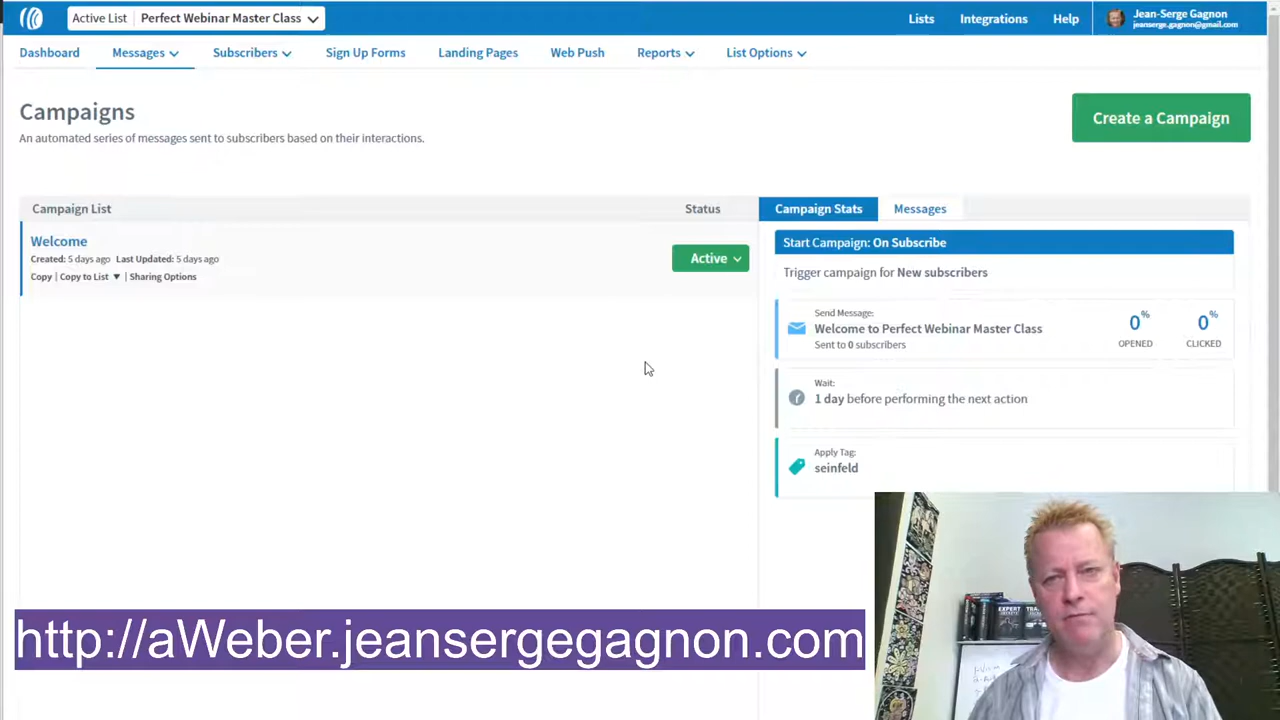 Active List Perfect Webinar Master Class
Lists
Integrations
Help
Jean-Serge Gagnon
jeanserge.gagnon@gmail.com
Dashboard
Messages
Subscribers
Sign Up Forms
Landing Pages
Web Push
Reports
List Options
Campaigns
An automated series of messages sent to subscribers based on their interactions.
Create a Campaign
Campaign List
Status
Campaign Stats
Messages
Welcome
Created: 5 days ago Last Updated: 5 days ago
Copy | Copy to List ▼ | Sharing Options
Active
Start Campaign: On Subscribe
Trigger campaign for New subscribers
Send Message:
Welcome to Perfect Webinar Master Class
Sent to 0 subscribers
0%
OPENED
0%
CLICKED
Wait:
1 day before performing the next action
Apply Tag:
seinfeld
EXPERT
http://aWeber.jeansergegagnon.com